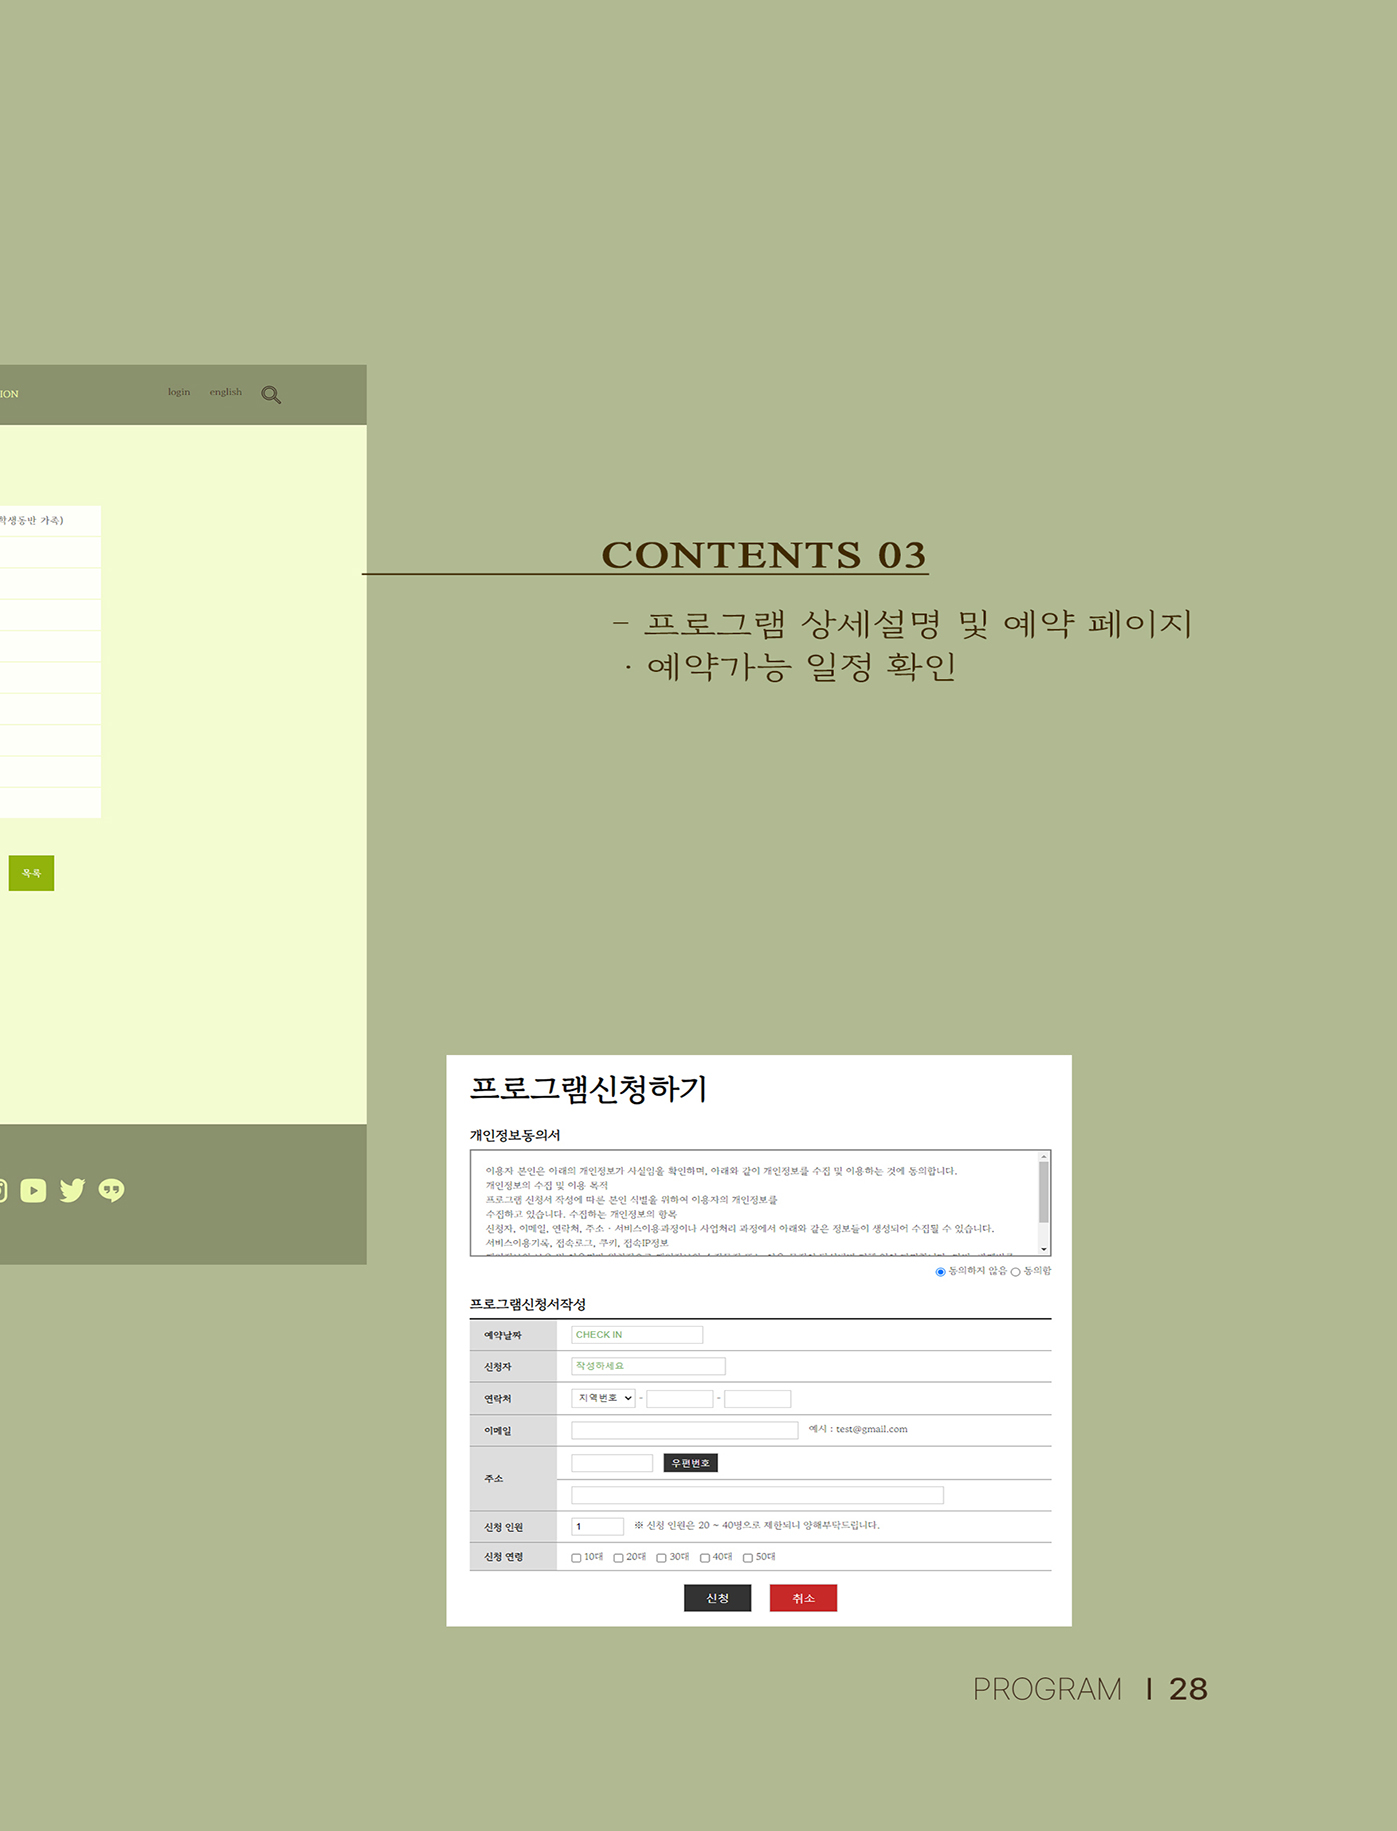 ION
login english
학생동반 가족)
CONTENTS 03
- 프로그램 상세설명 및 예약 페이지
· 예약가능 일정 확인
목록
프로그램신청하기
개인정보동의서
이용자 본인은 아래의 개인정보가 사실임을 확인하며, 아래와 같이 개인정보를 수집 및 이용하는 것에 동의합니다.
개인정보의 수집 및 이용 목적
프로그램 신청서 작성에 따른 본인 식별을 위하여 이용자의 개인정보를
수집하고 있습니다. 수집하는 개인정보의 항목
신청자, 이메일, 연락처, 주소 - 서비스이용과정이나 사업처리 과정에서 아래와 같은 정보들이 생성되어 수집될 수 있습니다.
서비스이용기록, 접속로그, 쿠키, 접속IP정보
동의하지 않음 동의함
프로그램신청서작성
예약날짜 CHECK IN
신청자 작성하세요
연락처 지역번호 - -
이메일 예시 : test@gmail.com
주소 우편번호
신청 인원 1 ※ 신청 인원은 20 ~ 40명으로 제한되니 양해부탁드립니다.
신청 연령 10대 20대 30대 40대 50대
신청 취소
PROGRAM | 28